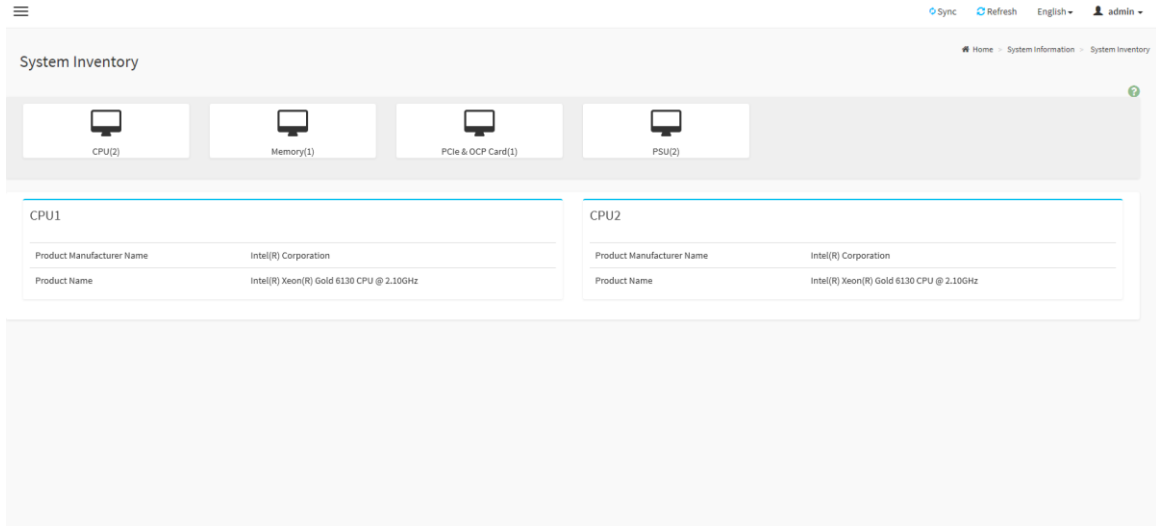 Sync Refresh English admin
Home > System Information > System Inventory
System Inventory
?
CPU(2) Memory(1) PCIe & OCP Card(1) PSU(2)
CPU1 CPU2
Product Manufacturer Name Intel(R) Corporation Product Manufacturer Name Intel(R) Corporation
Product Name Intel(R) Xeon(R) Gold 6130 CPU @ 2.10GHz Product Name Intel(R) Xeon(R) Gold 6130 CPU @ 2.10GHz